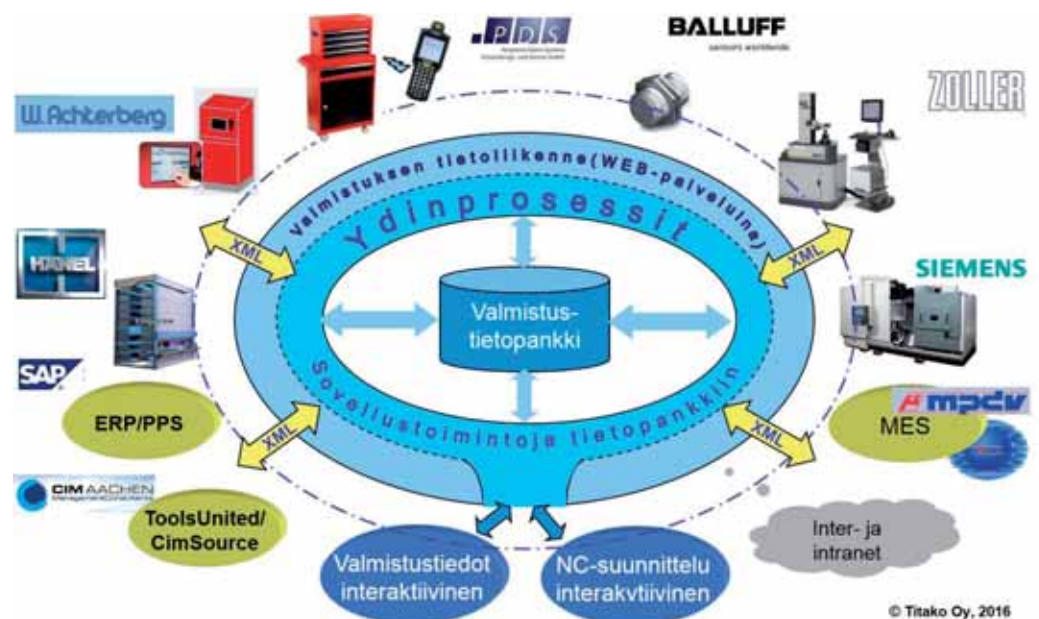 PDS
BALLUFF
sensors worldwide
ZOLLER
W. Achterberg
Valmistuksen tietoliikenne(WEB-palveluina)
Ydinprosessit
XML
XML
HÄNEL
SIEMENS
Valmistus-
tietopankki
SAP
Sovellustoimintoja tietopankkiin
ERP/PPS
XML
XML
mpdv
MES
CIM AACHEN
ToolsUnited/
CimSource
Valmistustiedot
interaktiivinen
NC-suunnittelu
interakvtiivinen
Inter- ja
intranet
© Titako Oy, 2016